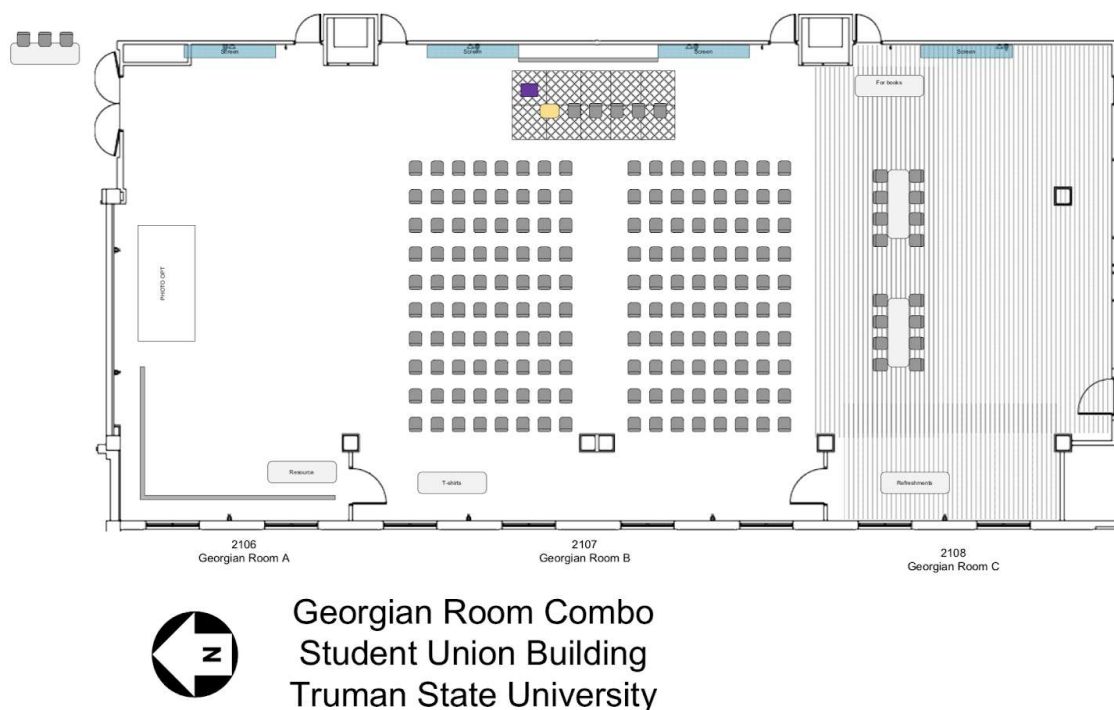 Screen
Screen
Screen
Screen
For books
PHOTO OPT
Resource
T-shirts
Refreshments
2106
Georgian Room A
2107
Georgian Room B
2108
Georgian Room C
N
Georgian Room Combo
Student Union Building
Truman State University